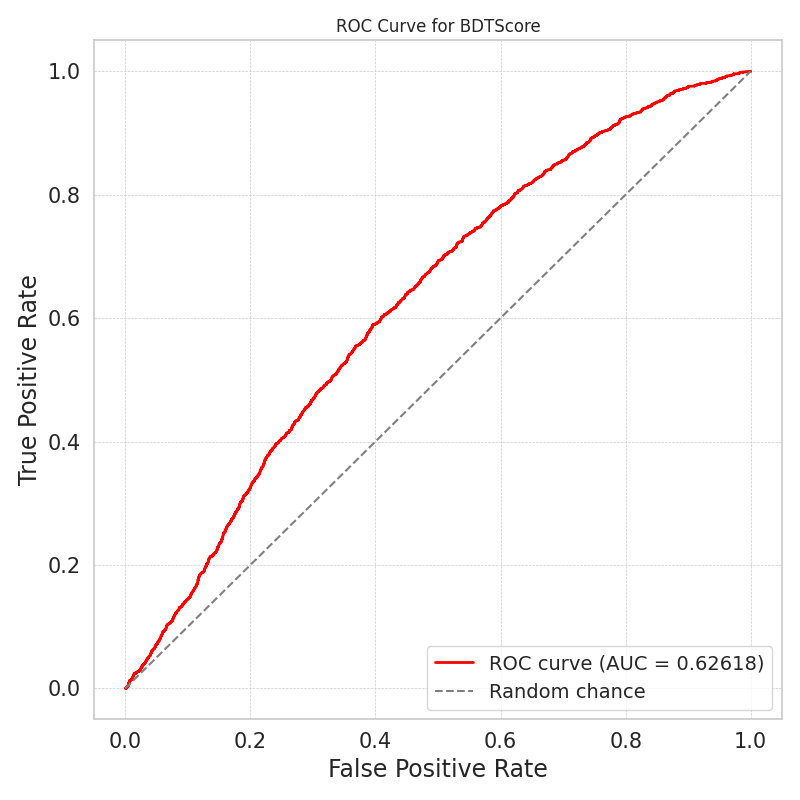 ROC Curve for BDTScore
True Positive Rate
1.0
0.8
0.6
0.4
0.2
0.0
ROC curve (AUC = 0.62618)
Random chance
0.0 0.2 0.4 0.6 0.8 1.0
False Positive Rate